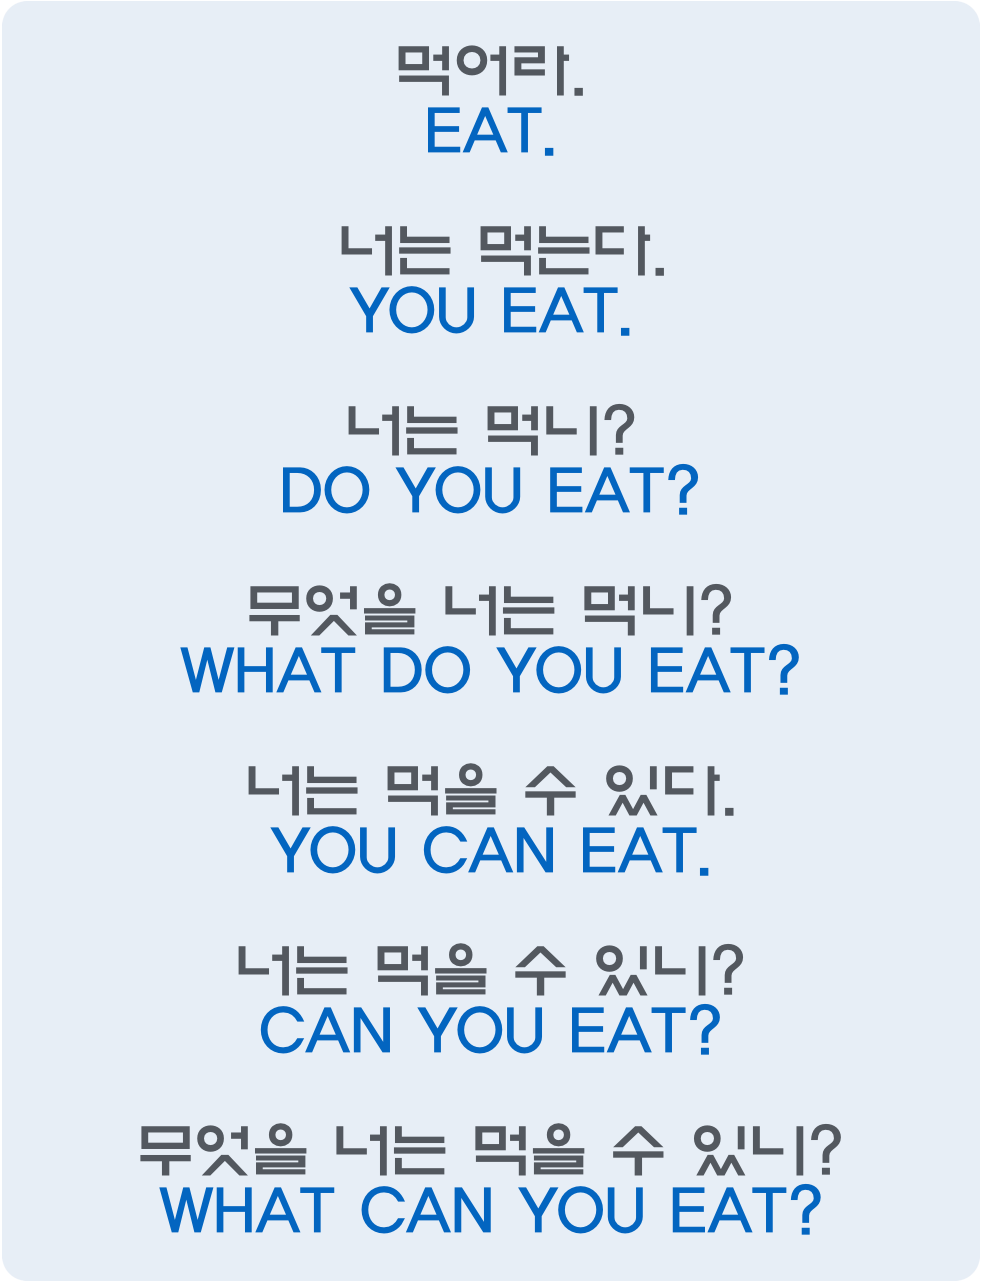 먹어라.
EAT.
너는 먹는다.
YOU EAT.
너는 먹니?
DO YOU EAT?
무엇을 너는 먹니?
WHAT DO YOU EAT?
너는 먹을 수 있다.
YOU CAN EAT.
너는 먹을 수 있니?
CAN YOU EAT?
무엇을 너는 먹을 수 있니?
WHAT CAN YOU EAT?